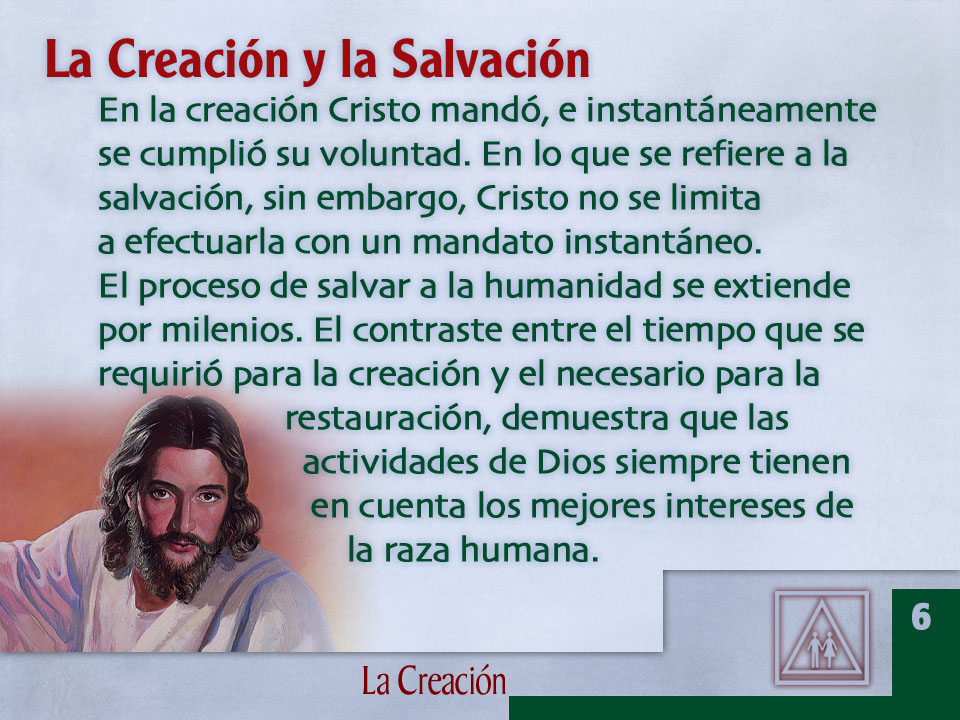 La Creación y la Salvación
En la creación Cristo mandó, e instantáneamente
se cumplió su voluntad. En lo que se refiere a la
salvación, sin embargo, Cristo no se limita
a efectuarla con un mandato instantáneo.
El proceso de salvar a la humanidad se extiende
por milenios. El contraste entre el tiempo que se
requirió para la creación y el necesario para la
restauración, demuestra que las
actividades de Dios siempre tienen
en cuenta los mejores intereses de
la raza humana.
6
La Creación